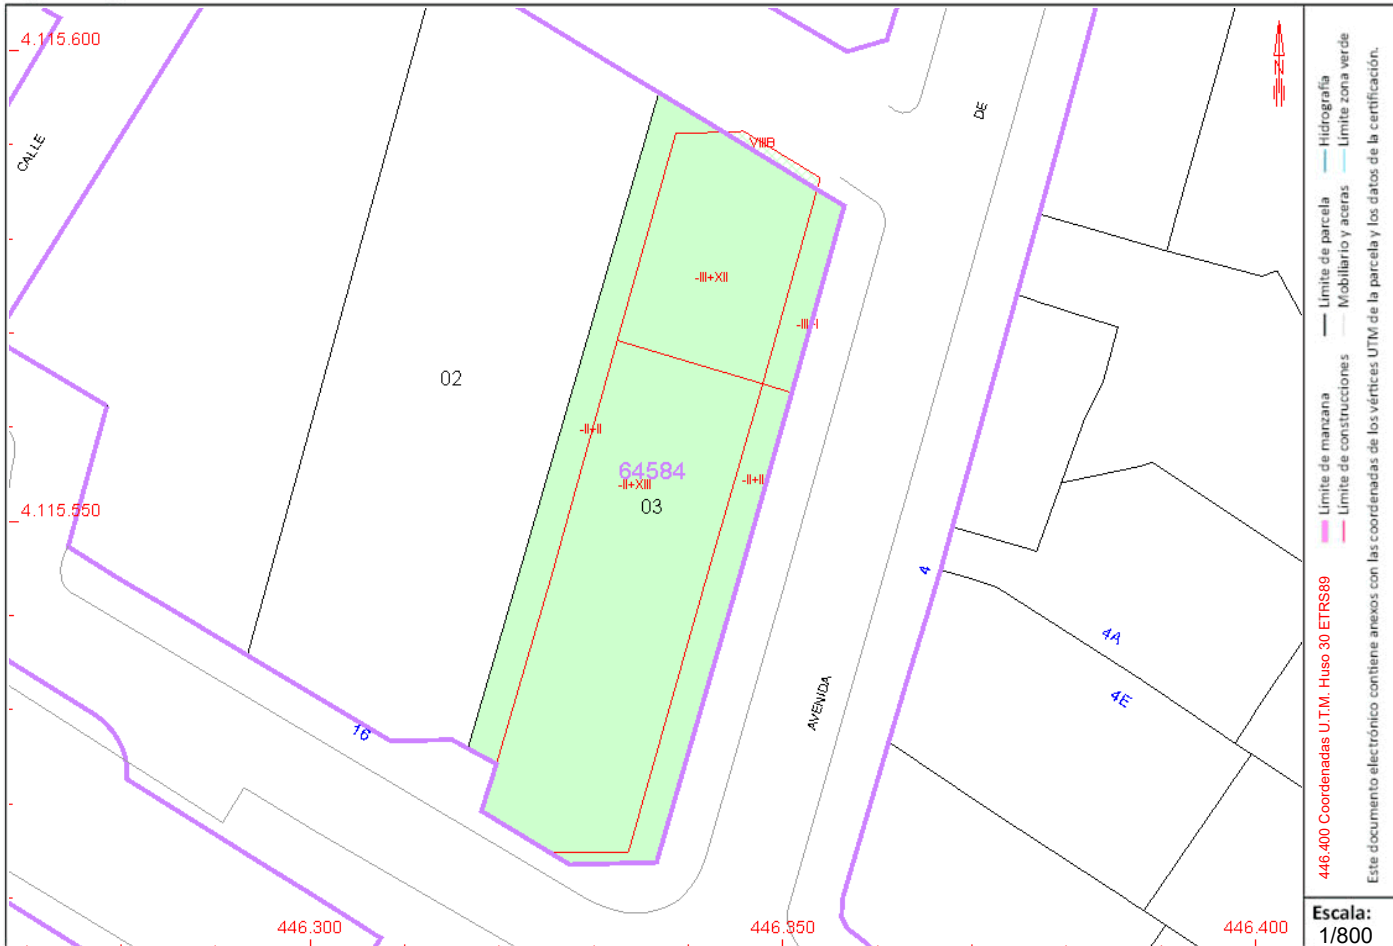 4.115.600
CALLE
DE
N
VIIIB
-III+XII
-III+I
02
-II+II
64584
-II+XIII
-II+II
03
4.115.550
4
4A
4E
AVENIDA
16
446.300
446.350
446.400
446.400 Coordenadas U.T.M. Huso 30 ETRS89
Límite de manzana
Límite de parcela
Hidrografía
Límite de construcciones
Mobiliario y aceras
Límite zona verde
Este documento electrónico contiene anexos con las coordenadas de los vértices UTM de la parcela y los datos de la certificación.
Escala:
1/800